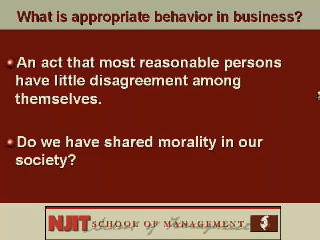 What is appropriate behavior in business?
An act that most reasonable persons
have little disagreement among
themselves.
Do we have shared morality in our
society?
NJIT SCHOOL OF MANAGEMENT